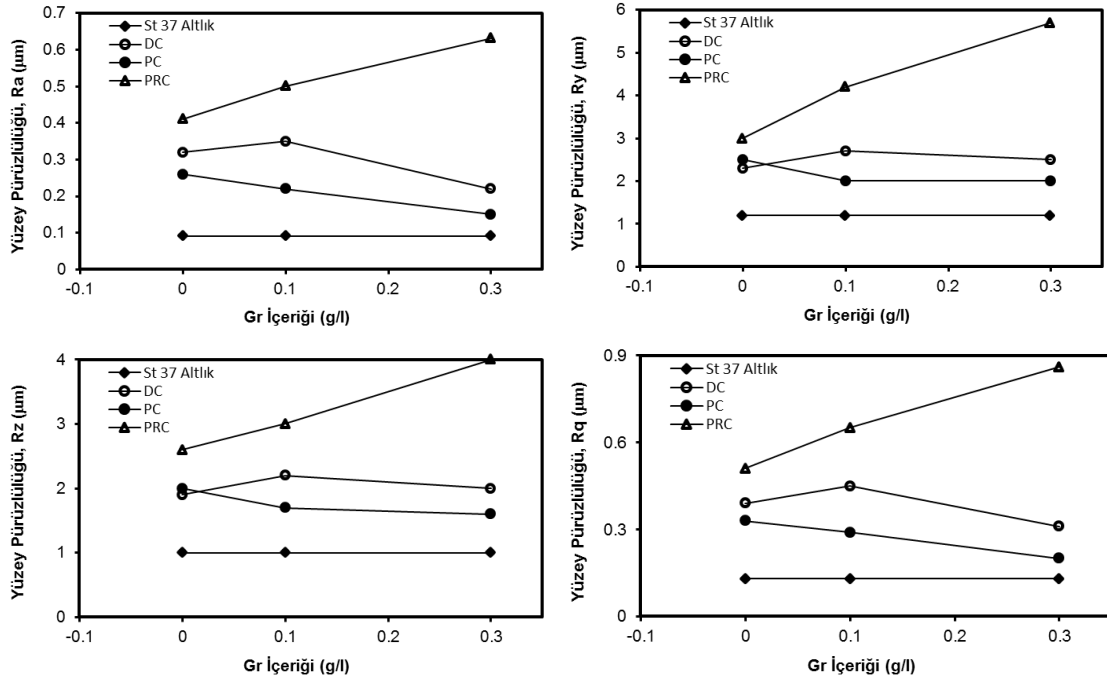 Yüzey Pürüzlülüğü, Ra (µm)
0.7
0.6
0.5
0.4
0.3
0.2
0.1
0
St 37 Altlık
DC
PC
PRC
-0.1 0 0.1 0.2 0.3
Gr İçeriği (g/l)
Yüzey Pürüzlülüğü, Ry (µm)
6
5
4
3
2
1
0
St 37 Altlık
DC
PC
PRC
-0.1 0 0.1 0.2 0.3
Gr İçeriği (g/l)
Yüzey Pürüzlülüğü, Rz (µm)
4
3
2
1
0
St 37 Altlık
DC
PC
PRC
-0.1 0 0.1 0.2 0.3
Gr İçeriği (g/l)
Yüzey Pürüzlülüğü, Rq (µm)
0.9
0.6
0.3
0
St 37 Altlık
DC
PC
PRC
-0.1 0 0.1 0.2 0.3
Gr İçeriği (g/l)